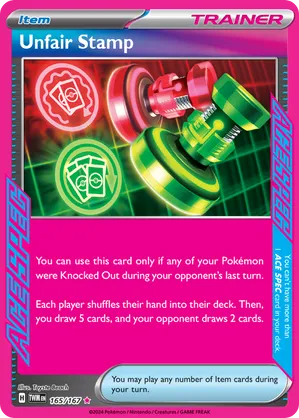 Item
TRAINER
Unfair Stamp
ACE SPEC
You can't have more than
1 ACE SPEC card in your deck.
ACE SPEC
You can use this card only if any of your Pokémon
were Knocked Out during your opponent's last turn.
Each player shuffles their hand into their deck. Then,
you draw 5 cards, and your opponent draws 2 cards.
Illus. Toyste Beach
H TWM EN 165/167
You may play any number of Item cards during
your turn.
©2024 Pokémon / Nintendo / Creatures / GAME FREAK